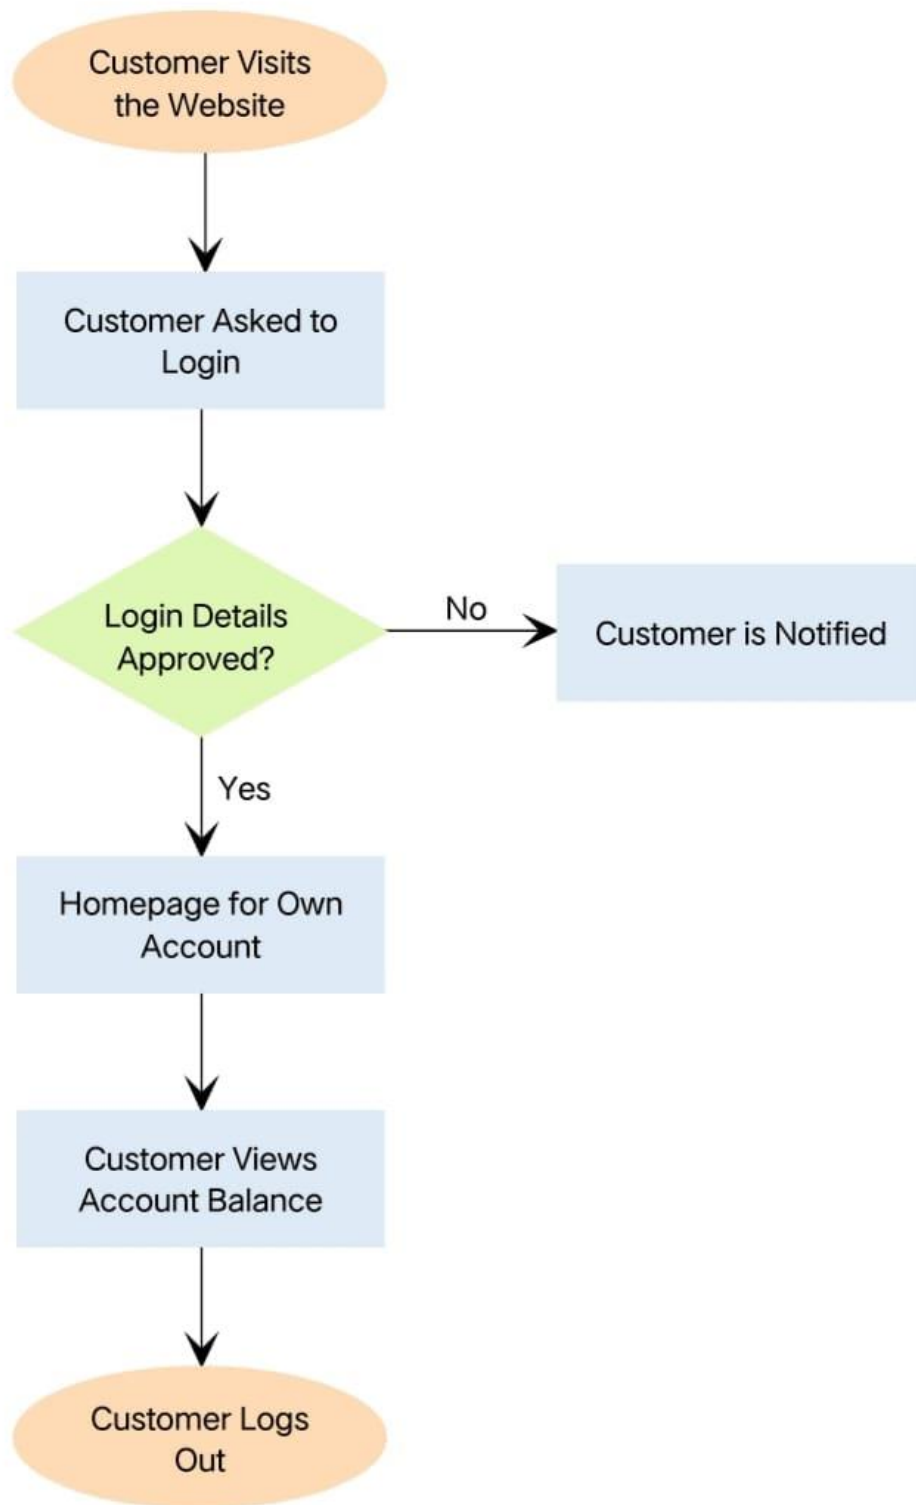 Customer Visits
the Website
Customer Asked to
Login
Login Details
Approved?
No
Customer is Notified
Yes
Homepage for Own
Account
Customer Views
Account Balance
Customer Logs
Out